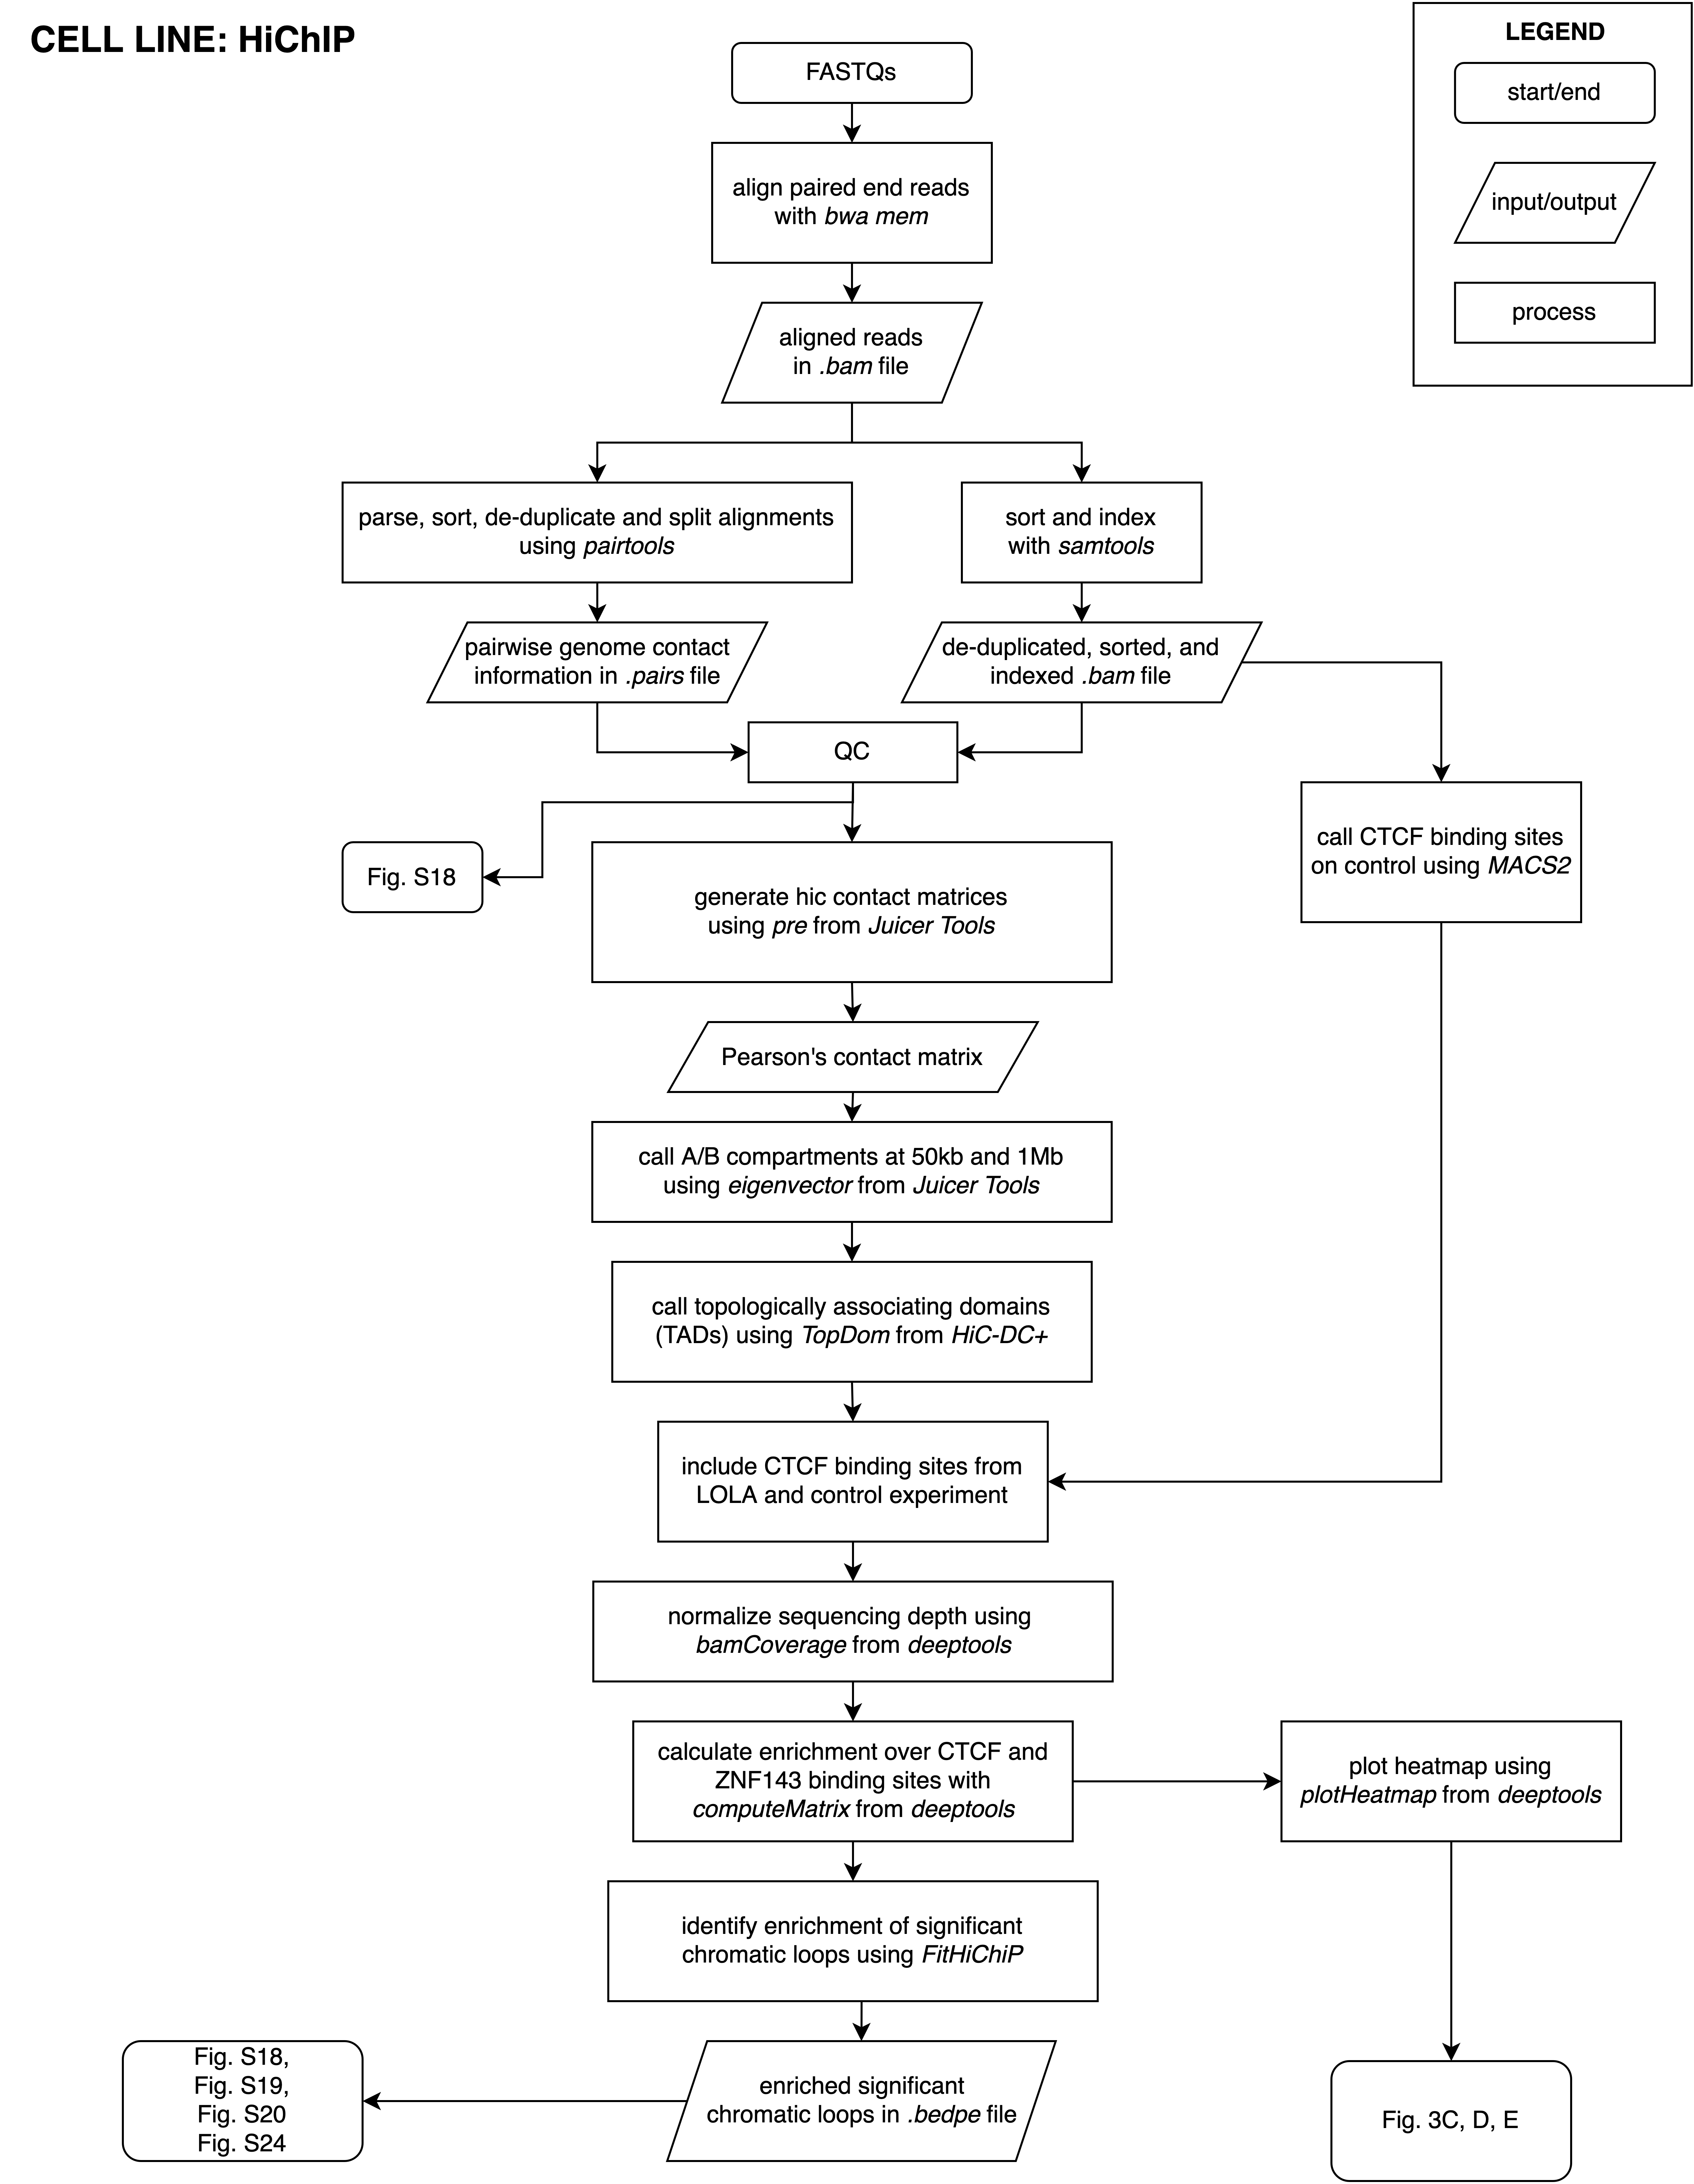 CELL LINE: HiChIP
LEGEND
start/end
input/output
process
FASTQs
align paired end reads
with bwa mem
aligned reads
in .bam file
parse, sort, de-duplicate and split alignments
using pairtools
sort and index
with samtools
pairwise genome contact
information in .pairs file
de-duplicated, sorted, and
indexed .bam file
QC
call CTCF binding sites
on control using MACS2
Fig. S18
generate hic contact matrices
using pre from Juicer Tools
Pearson's contact matrix
call A/B compartments at 50kb and 1Mb
using eigenvector from Juicer Tools
call topologically associating domains
(TADs) using TopDom from HiC-DC+
include CTCF binding sites from
LOLA and control experiment
normalize sequencing depth using
bamCoverage from deeptools
calculate enrichment over CTCF and
ZNF143 binding sites with
computeMatrix from deeptools
plot heatmap using
plotHeatmap from deeptools
identify enrichment of significant
chromatic loops using FitHiChiP
Fig. S18,
Fig. S19,
Fig. S20
Fig. S24
enriched significant
chromatic loops in .bedpe file
Fig. 3C, D, E